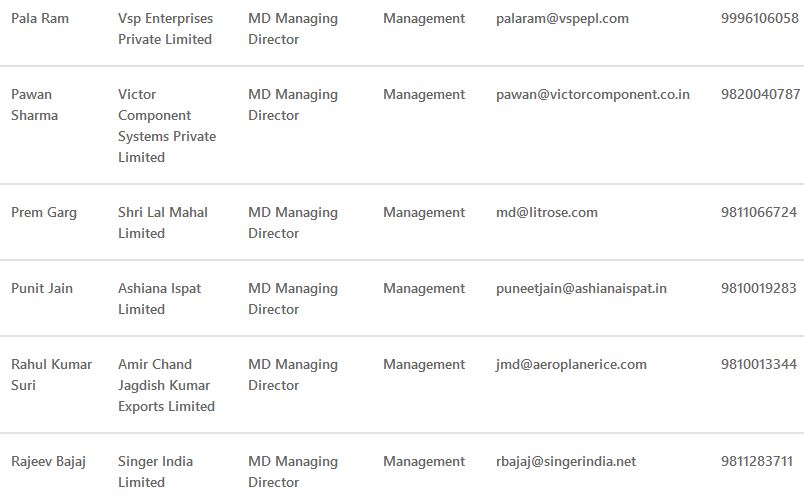 Pala Ram Vsp Enterprises MD Managing Management palaram@vspepl.com 9996106058
Private Limited Director
Pawan Victor MD Managing Management pawan@victorcomponent.co.in 9820040787
Sharma Component Director
Systems Private
Limited
Prem Garg Shri Lal Mahal MD Managing Management md@litrose.com 9811066724
Limited Director
Punit Jain Ashiana Ispat MD Managing Management puneetjain@ashianaispat.in 9810019283
Limited Director
Rahul Kumar Amir Chand MD Managing Management jmd@aeroplanerice.com 9810013344
Suri Jagdish Kumar Director
Exports Limited
Rajeev Bajaj Singer India MD Managing Management rbajaj@singerindia.net 9811283711
Limited Director